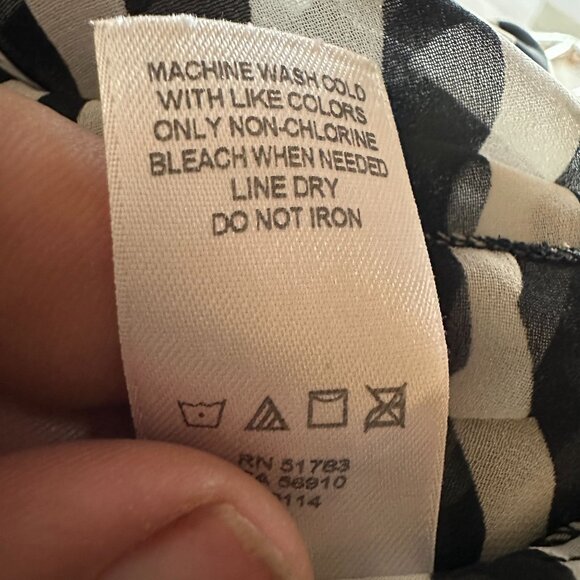 MACHINE WASH COLD
WITH LIKE COLORS
ONLY NON-CHLORINE
BLEACH WHEN NEEDED
LINE DRY
DO NOT IRON
RN 51783
56910